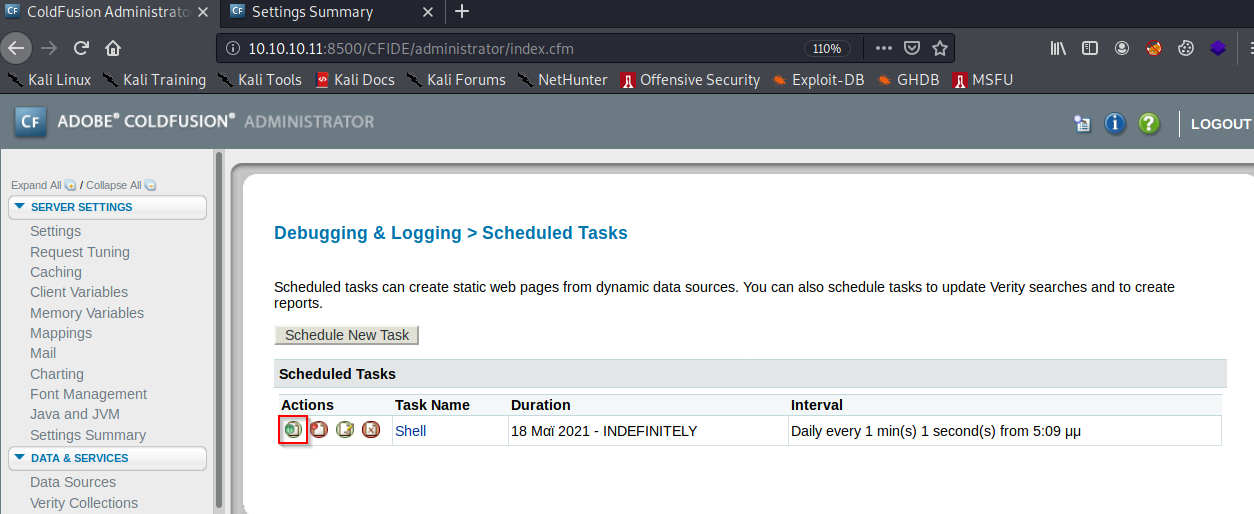 ColdFusion Administrato
Settings Summary
10.10.10.11:8500/CFIDE/administrator/index.cfm
110%
Kali Linux
Kali Training
Kali Tools
Kali Docs
Kali Forums
NetHunter
Offensive Security
Exploit-DB
GHDB
MSFU
CF
ADOBE® COLDFUSION® ADMINISTRATOR
LOGOUT
Expand All / Collapse All
SERVER SETTINGS
Settings
Request Tuning
Caching
Client Variables
Memory Variables
Mappings
Mail
Charting
Font Management
Java and JVM
Settings Summary
DATA & SERVICES
Data Sources
Verity Collections
Debugging & Logging > Scheduled Tasks
Scheduled tasks can create static web pages from dynamic data sources. You can also schedule tasks to update Verity searches and to create
reports.
Schedule New Task
Scheduled Tasks
Actions Task Name Duration Interval
Shell 18 Μαϊ 2021 - INDEFINITELY Daily every 1 min(s) 1 second(s) from 5:09 μμ